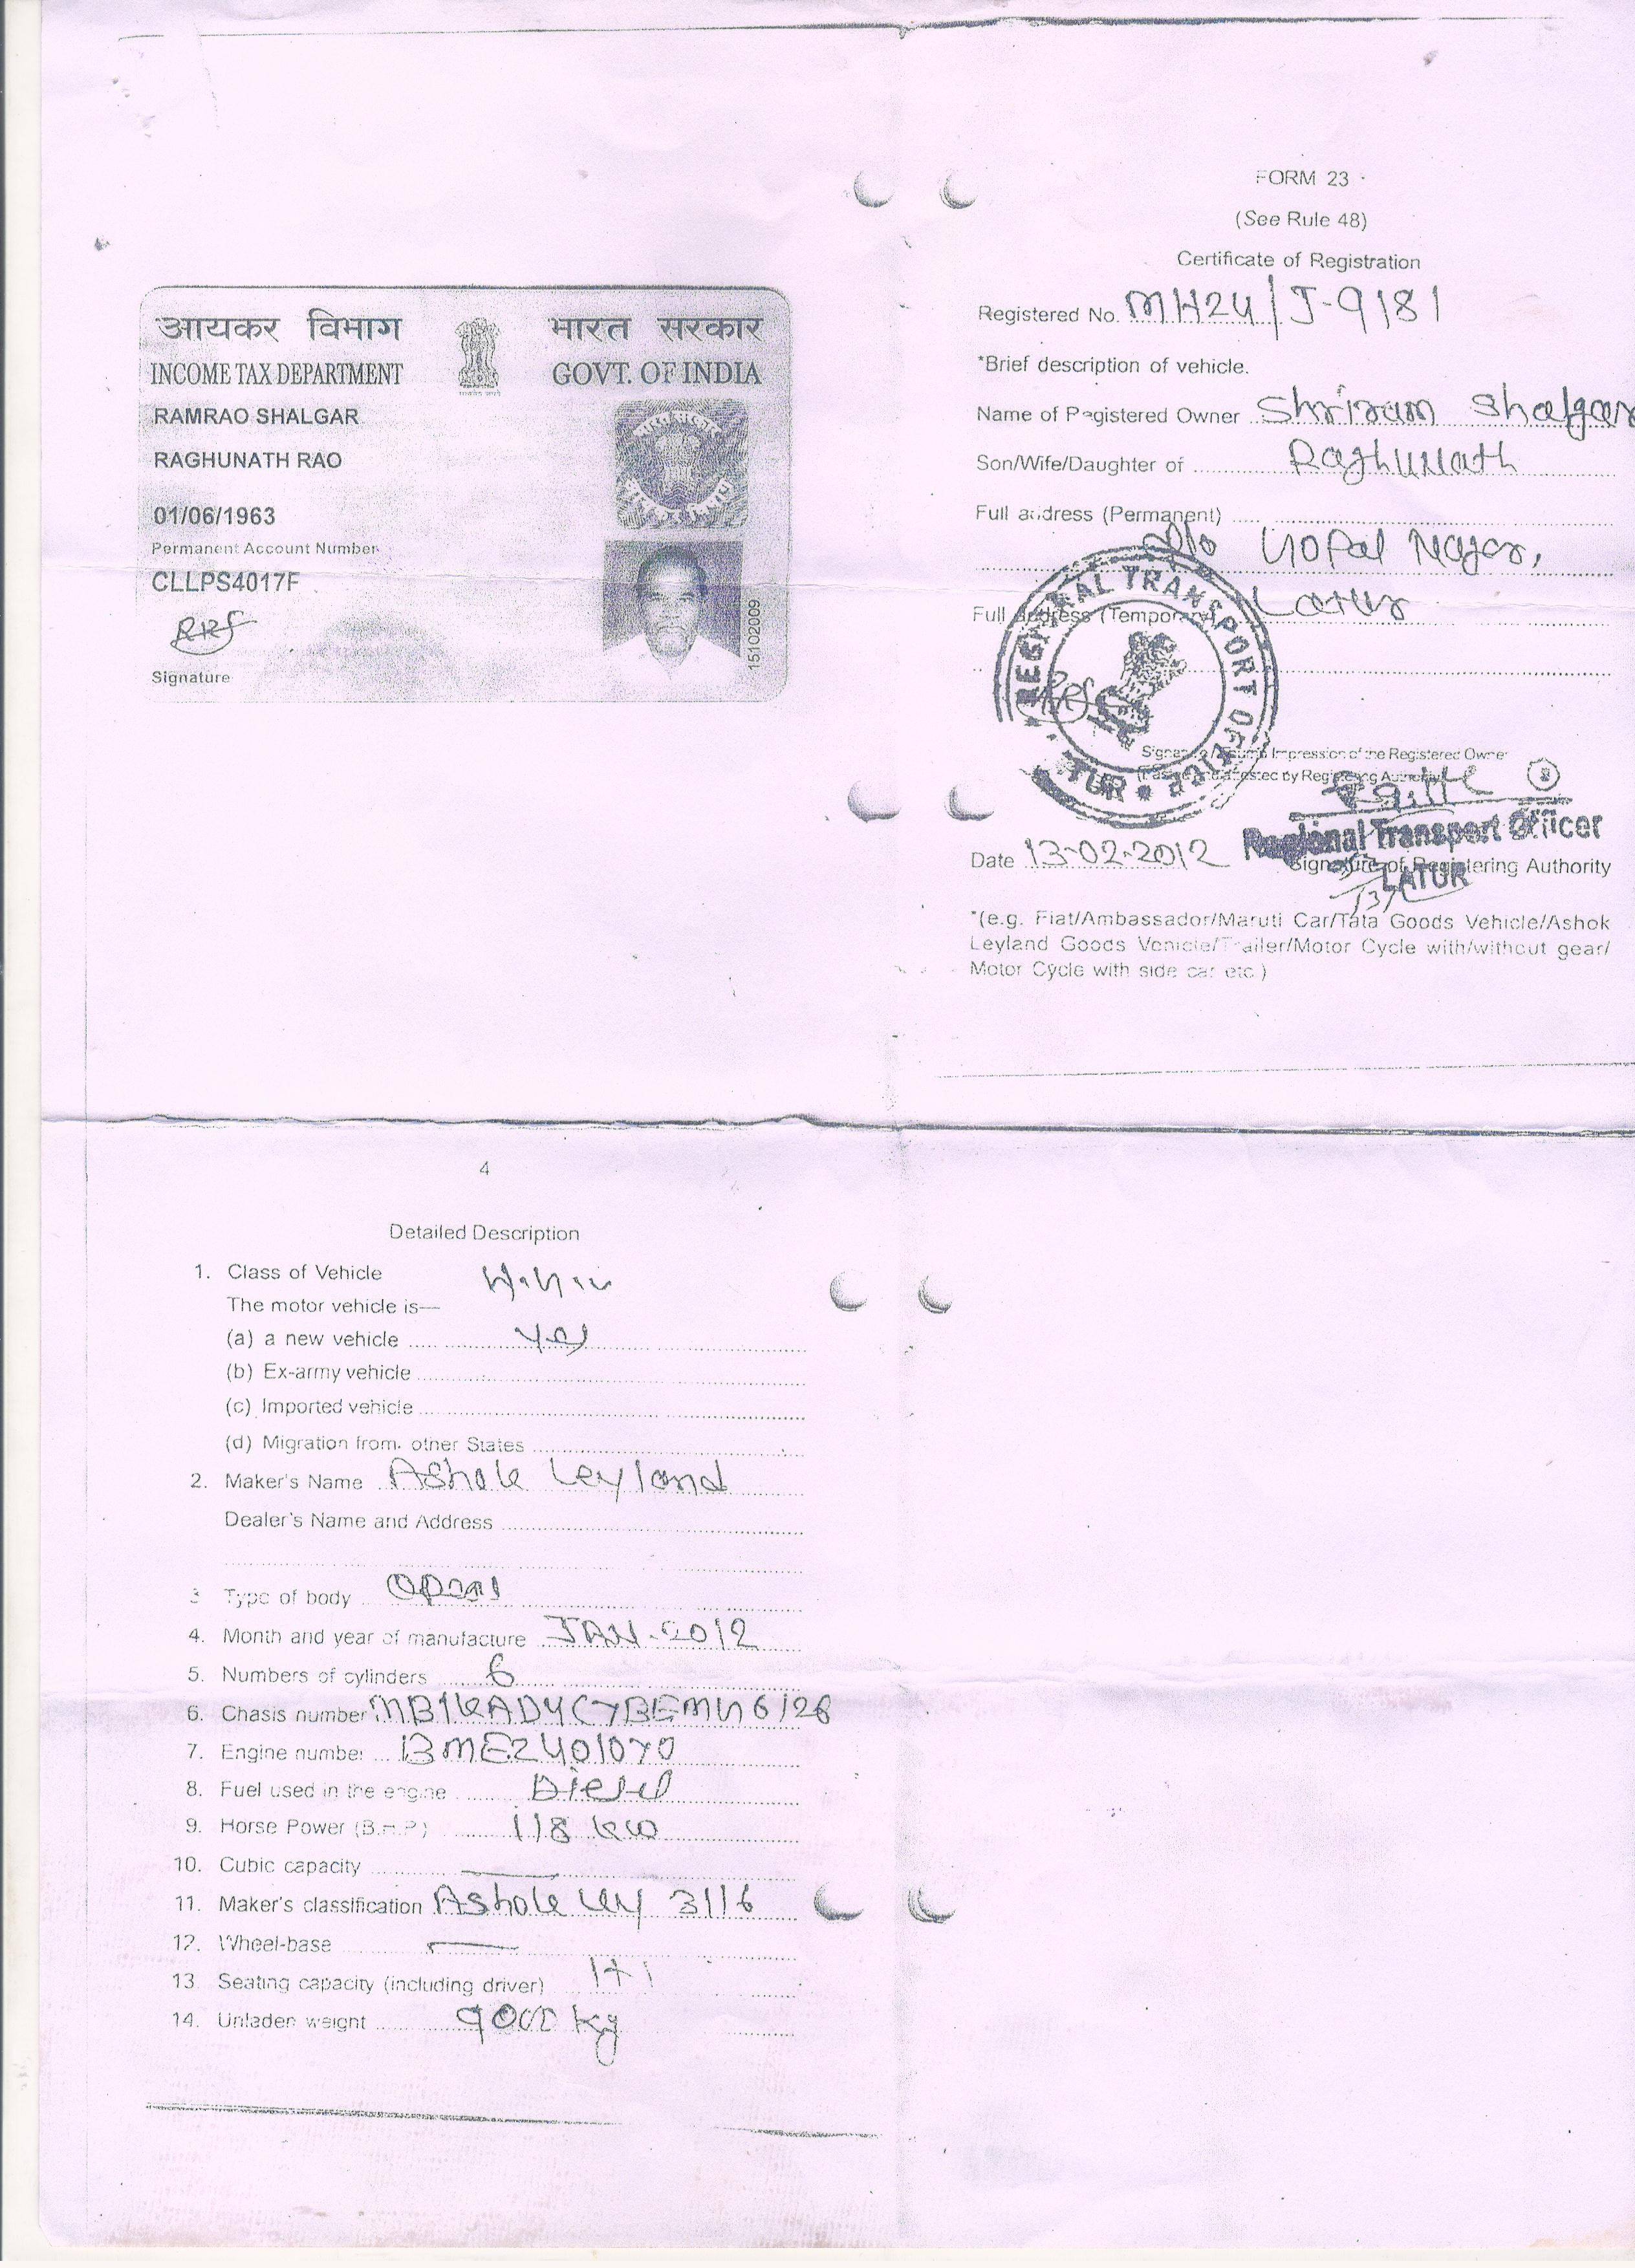 आयकर विभाग भारत सरकार
INCOME TAX DEPARTMENT GOVT. OF INDIA
RAMRAO SHALGAR
RAGHUNATH RAO
01/06/1963
Permanent Account Number
CLLPS4017F
Signature
15102009
FORM 23
(See Rule 48)
Certificate of Registration
Registered No. MH24/J-9181
*Brief description of vehicle.
Name of Registered Owner Shriram Shalgar
Son/Wife/Daughter of Raghunath
Full address (Permanent)
Gopal Nagar,
Full address (Temporary) Latur
REGIONAL TRANSPORT OFFICE
Signature/Thumb Impression of the Registered Owner
Date 13-02-2012
Regional Transport Officer
Signature of Registering Authority
LATUR
*(e.g. Fiat/Ambassador/Maruti Car/Tata Goods Vehicle/Ashok
Leyland Goods Vehicle/Trailer/Motor Cycle with/without gear/
Motor Cycle with side car etc.)
4
Detailed Description
1. Class of Vehicle
The motor vehicle is—
(a) a new vehicle yes
(b) Ex-army vehicle
(c) Imported vehicle
(d) Migration from other States
2. Maker's Name Ashok Leyland
Dealer's Name and Address
3 Type of body open
4. Month and year of manufacture JAN-2012
5. Numbers of cylinders 6
6. Chasis number
7. Engine number
8. Fuel used in the engine Diesel
9. Horse Power (B.H.P.) 118 kw
10. Cubic capacity
11. Maker's classification Ashok Ley 3116
12. Wheel-base
13. Seating capacity (including driver) 1+1
14. Unladen weight 9000 kg